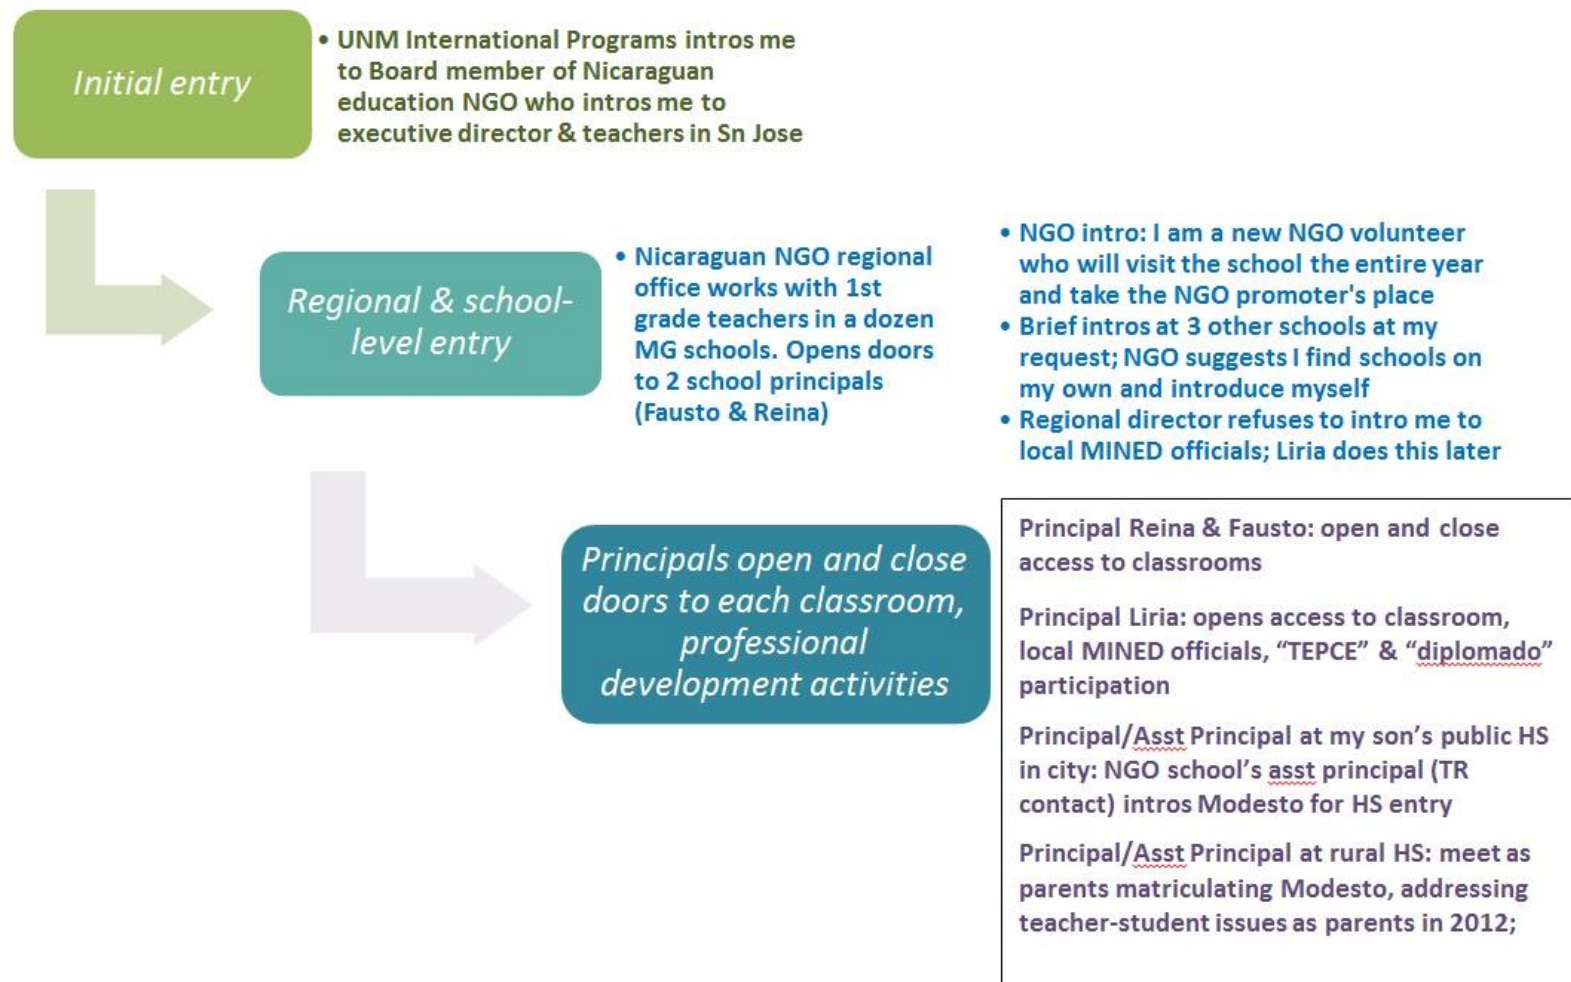 Initial entry
• UNM International Programs intros me
to Board member of Nicaraguan
education NGO who intros me to
executive director & teachers in Sn Jose
Regional & school-
level entry
• Nicaraguan NGO regional
office works with 1st
grade teachers in a dozen
MG schools. Opens doors
to 2 school principals
(Fausto & Reina)
• NGO intro: I am a new NGO volunteer
who will visit the school the entire year
and take the NGO promoter's place
• Brief intros at 3 other schools at my
request; NGO suggests I find schools on
my own and introduce myself
• Regional director refuses to intro me to
local MINED officials; Liria does this later
Principals open and close
doors to each classroom,
professional
development activities
Principal Reina & Fausto: open and close
access to classrooms
Principal Liria: opens access to classroom,
local MINED officials, “TEPCE” & “diplomado”
participation
Principal/Asst Principal at my son’s public HS
in city: NGO school’s asst principal (TR
contact) intros Modesto for HS entry
Principal/Asst Principal at rural HS: meet as
parents matriculating Modesto, addressing
teacher-student issues as parents in 2012;